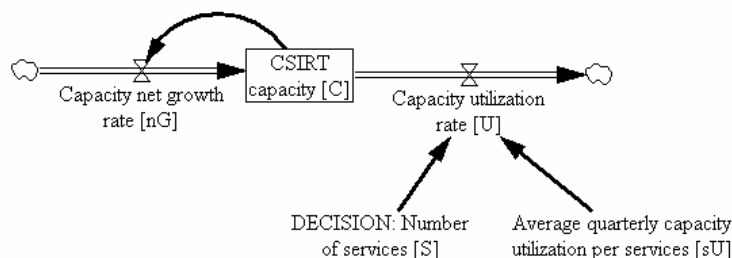 CSIRT
capacity [C]
Capacity net growth
rate [nG]
Capacity utilization
rate [U]
DECISION: Number
of services [S]
Average quarterly capacity
utilization per services [sU]